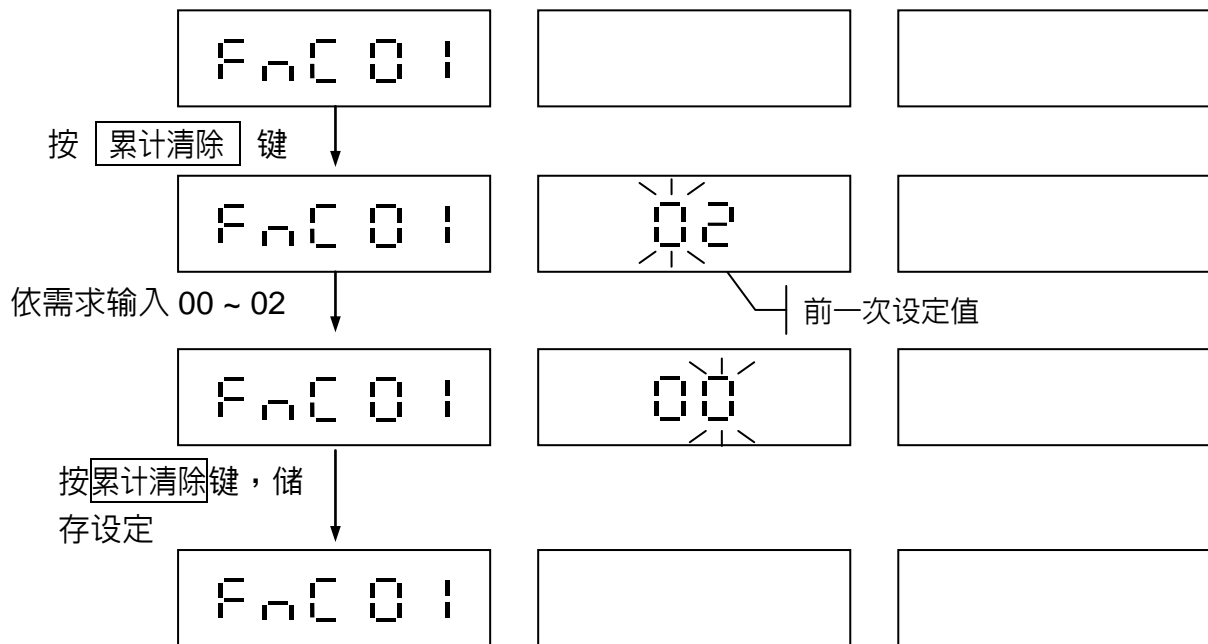 FnC01
按 累计清除 键
FnC01 02
依需求输入 00 ~ 02
前一次设定值
FnC01 00
按累计清除键，储
存设定
FnC01